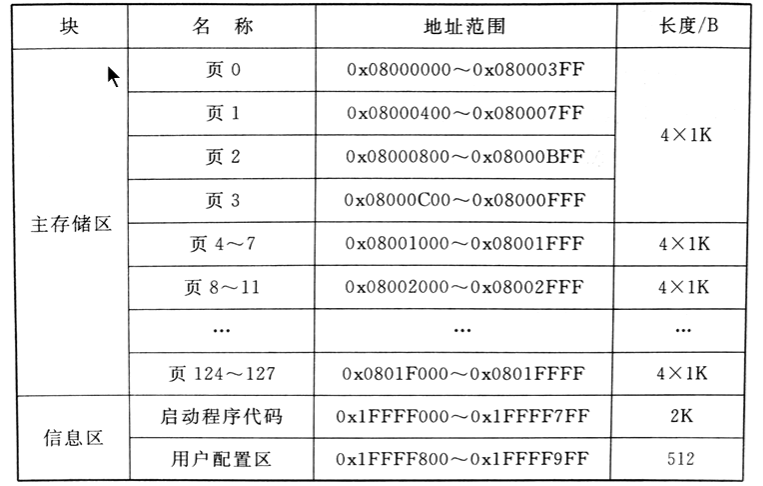 块 名 称 地址范围 长度/B
主存储区 页 0 0x08000000～0x080003FF 4×1K
页 1 0x08000400～0x080007FF
页 2 0x08000800～0x08000BFF
页 3 0x08000C00～0x08000FFF
页 4～7 0x08001000～0x08001FFF 4×1K
页 8～11 0x08002000～0x08002FFF 4×1K
… … …
页 124～127 0x0801F000～0x0801FFFF 4×1K
信息区 启动程序代码 0x1FFFF000～0x1FFFF7FF 2K
用户配置区 0x1FFFF800～0x1FFFF9FF 512